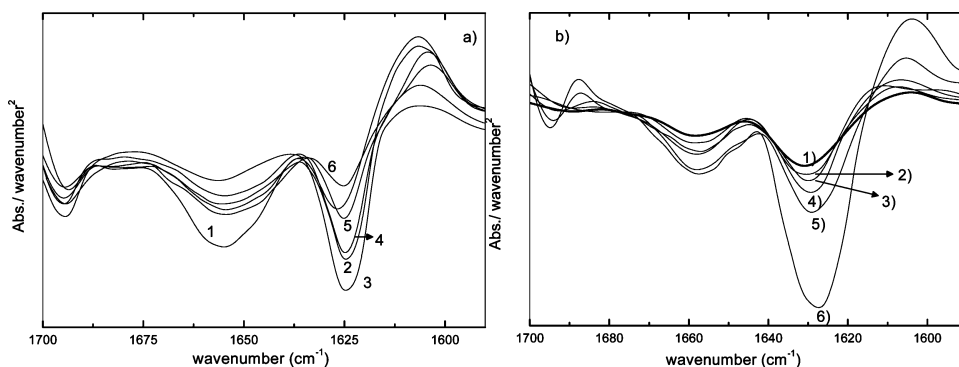 a)
Abs./ wavenumber²
1
6
5
4
2
3
1700 1675 1650 1625 1600
wavenumber (cm⁻¹)
b)
Abs./ wavenumber²
1)
2)
3)
4)
5)
6)
1700 1680 1660 1640 1620 1600
wavenumber (cm⁻¹)